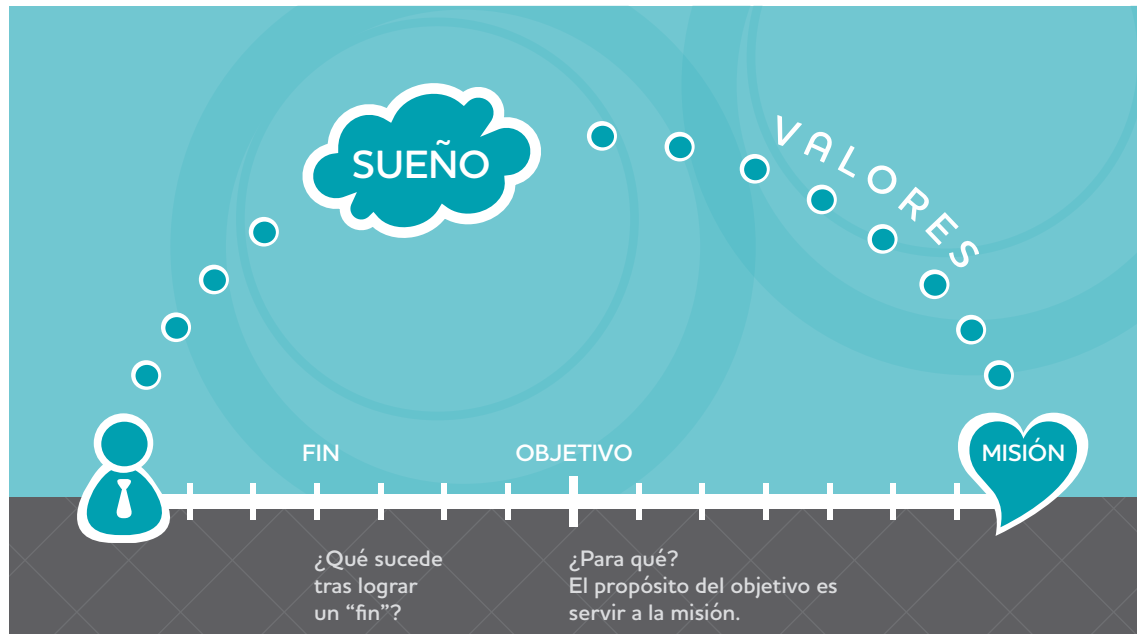 SUEÑO
VALORES
FIN
OBJETIVO
MISIÓN
¿Qué sucede
tras lograr
un “fin”?
¿Para qué?
El propósito del objetivo es
servir a la misión.